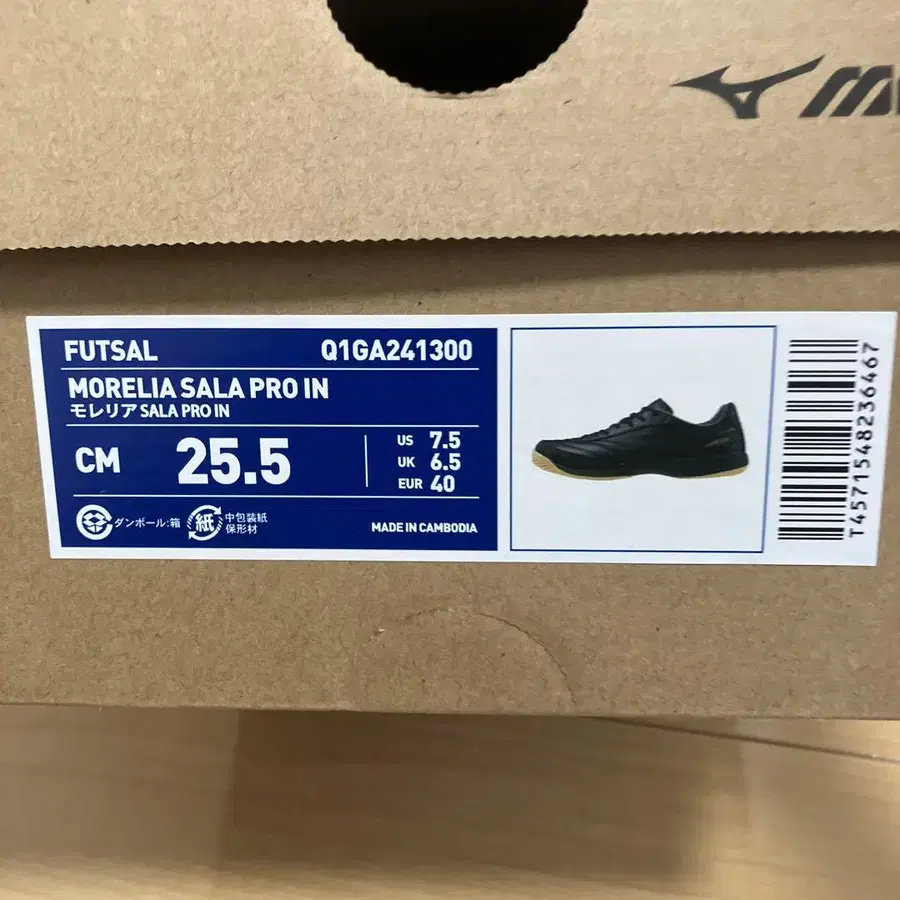 FUTSAL Q1GA241300
MORELIA SALA PRO IN
モレリア SALA PRO IN
CM 25.5
US 7.5
UK 6.5
EUR 40
ダンボール:箱
紙 中包装紙
保形材
MADE IN CAMBODIA
T4571548236467